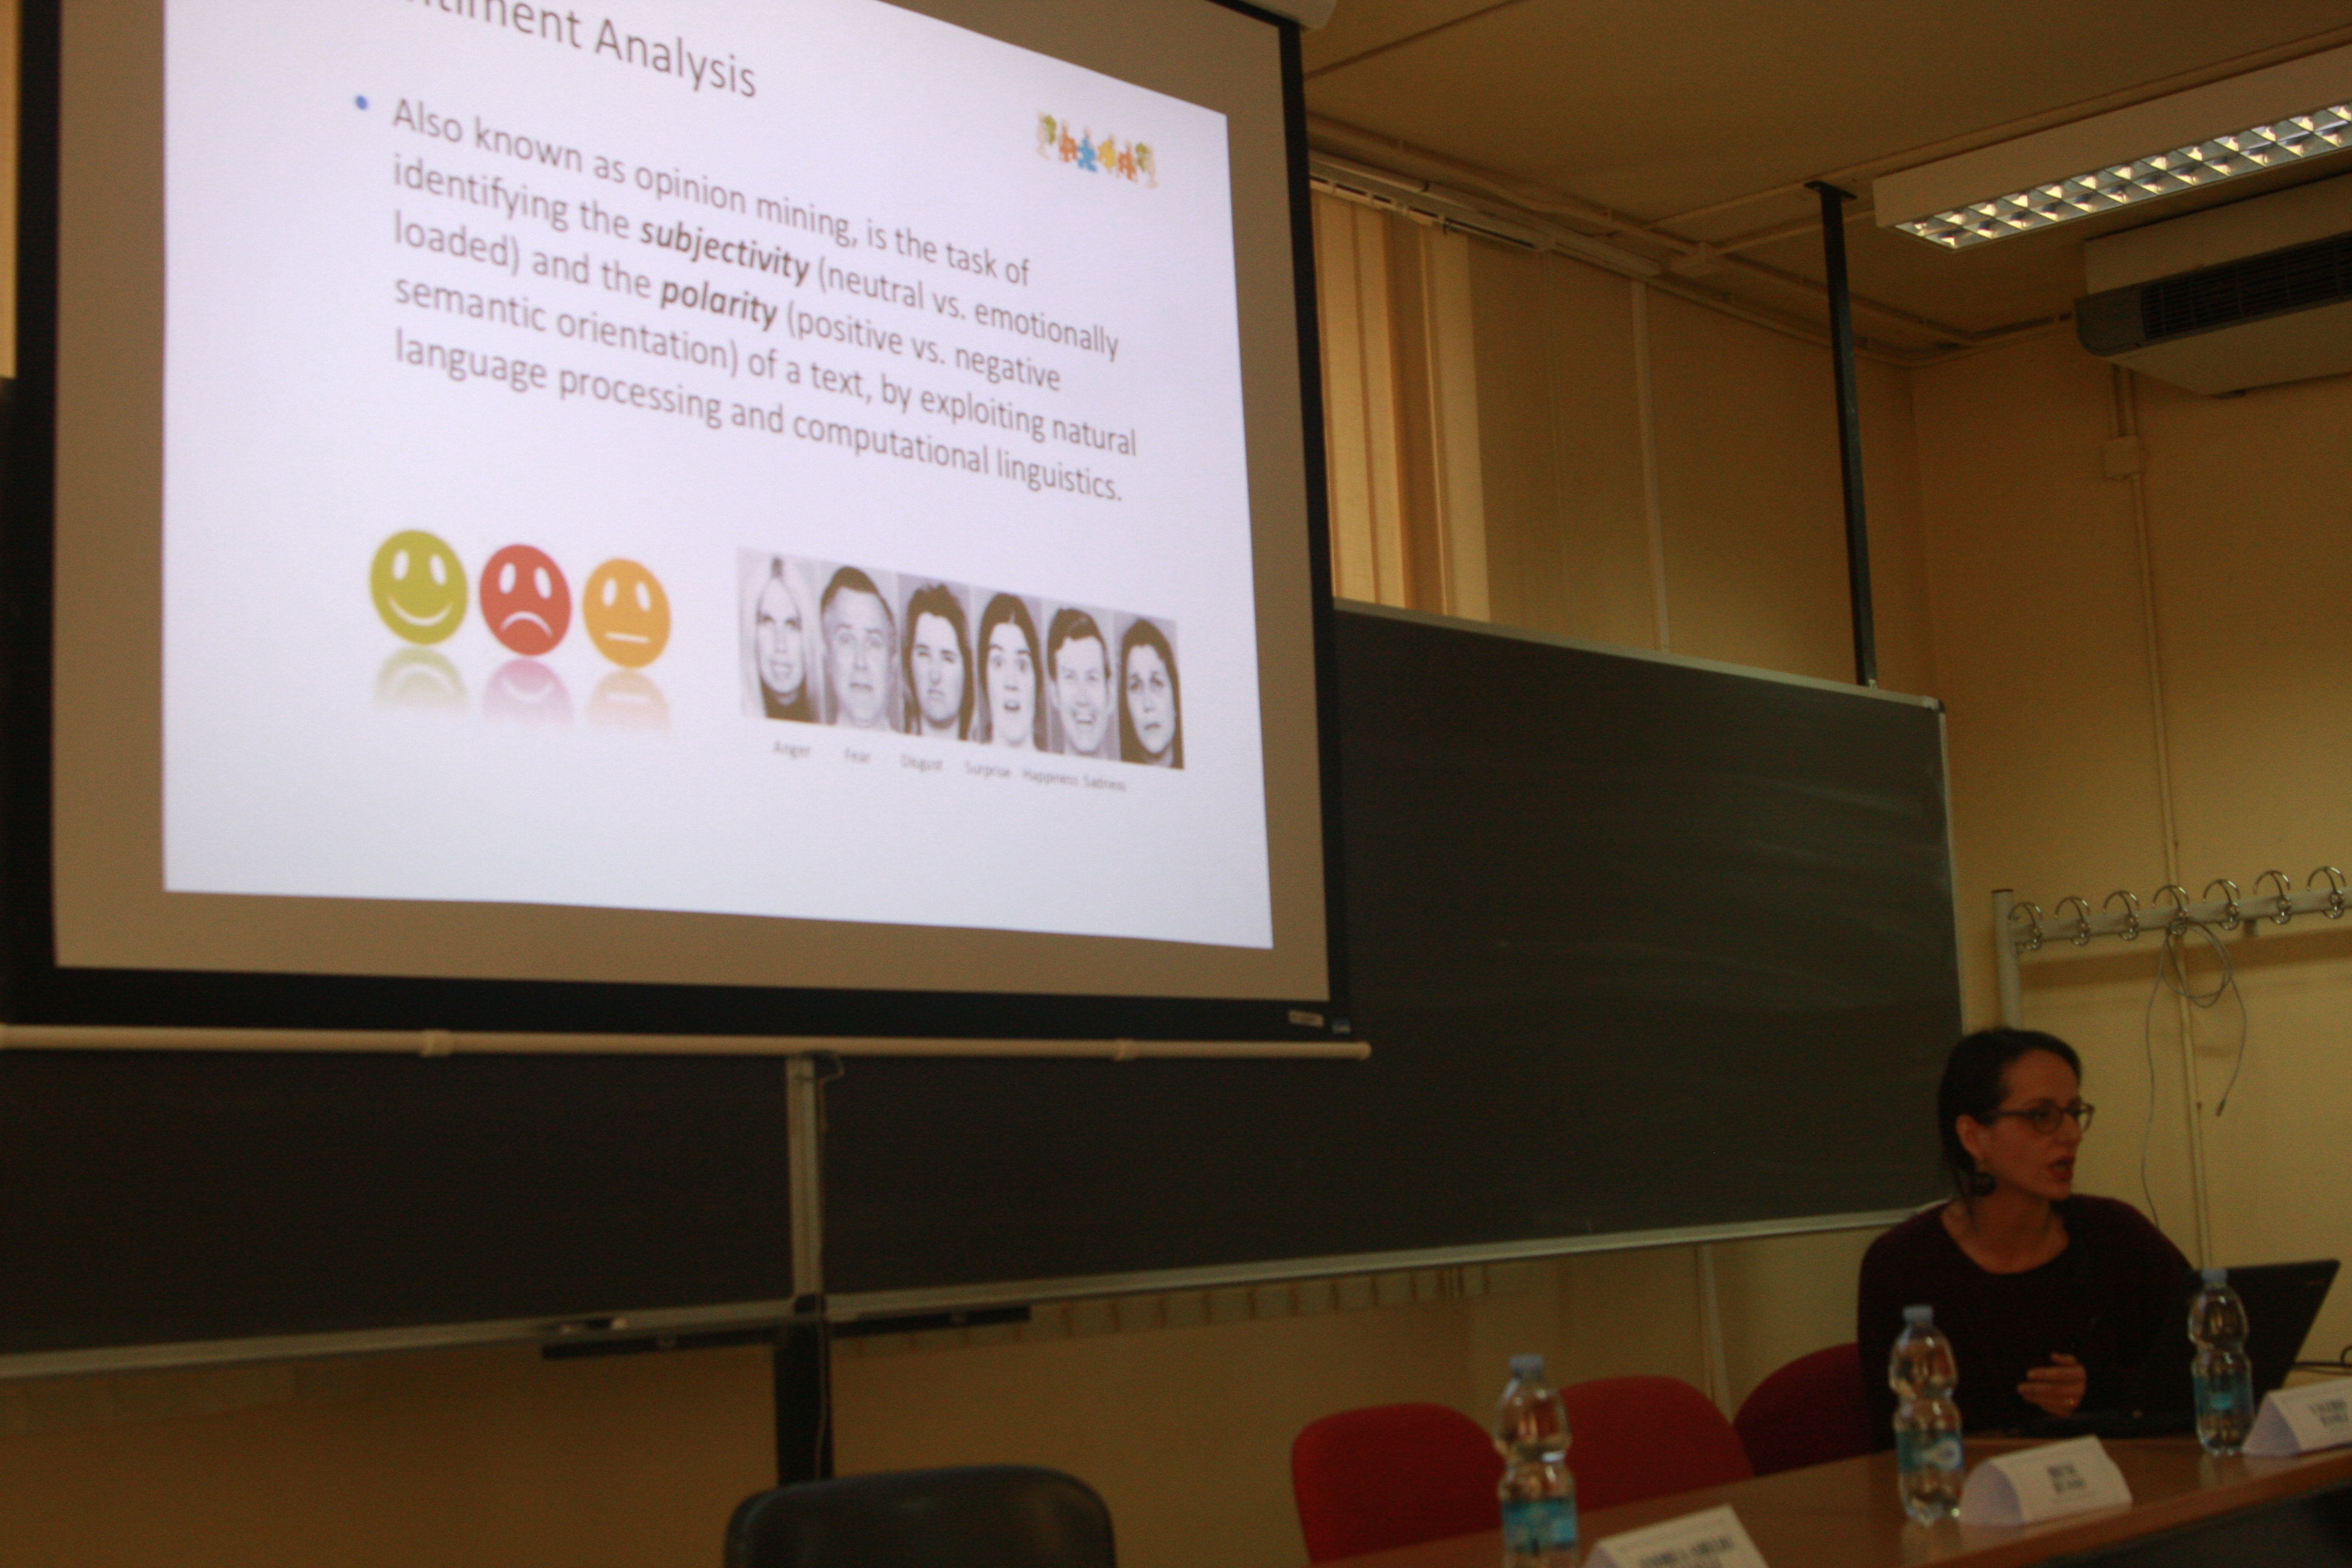 timent Analysis
• Also known as opinion mining, is the task of
identifying the subjectivity (neutral vs. emotionally
loaded) and the polarity (positive vs. negative
semantic orientation) of a text, by exploiting natural
language processing and computational linguistics.
Anger Fear Disgust Surprise Happiness Sadness